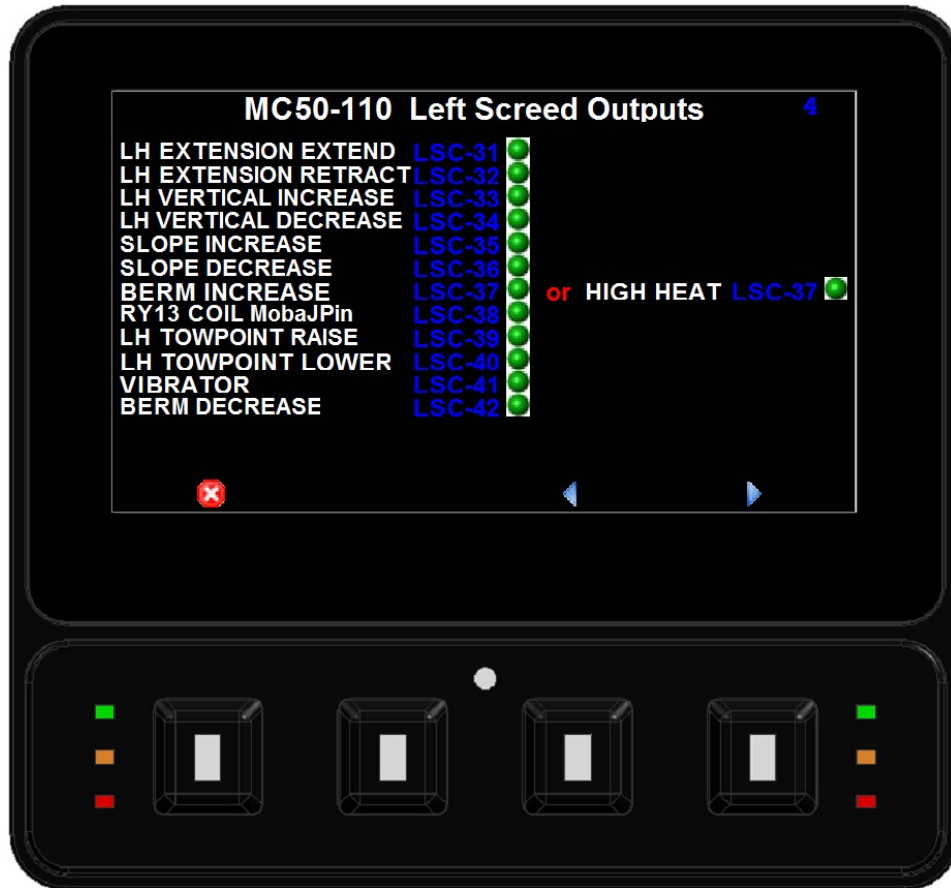 MC50-110 Left Screed Outputs 4
LH EXTENSION EXTEND LSC-31
LH EXTENSION RETRACT LSC-32
LH VERTICAL INCREASE LSC-33
LH VERTICAL DECREASE LSC-34
SLOPE INCREASE LSC-35
SLOPE DECREASE LSC-36
BERM INCREASE LSC-37 or HIGH HEAT LSC-37
RY13 COIL MobaJPin LSC-38
LH TOWPOINT RAISE LSC-39
LH TOWPOINT LOWER LSC-40
VIBRATOR LSC-41
BERM DECREASE LSC-42